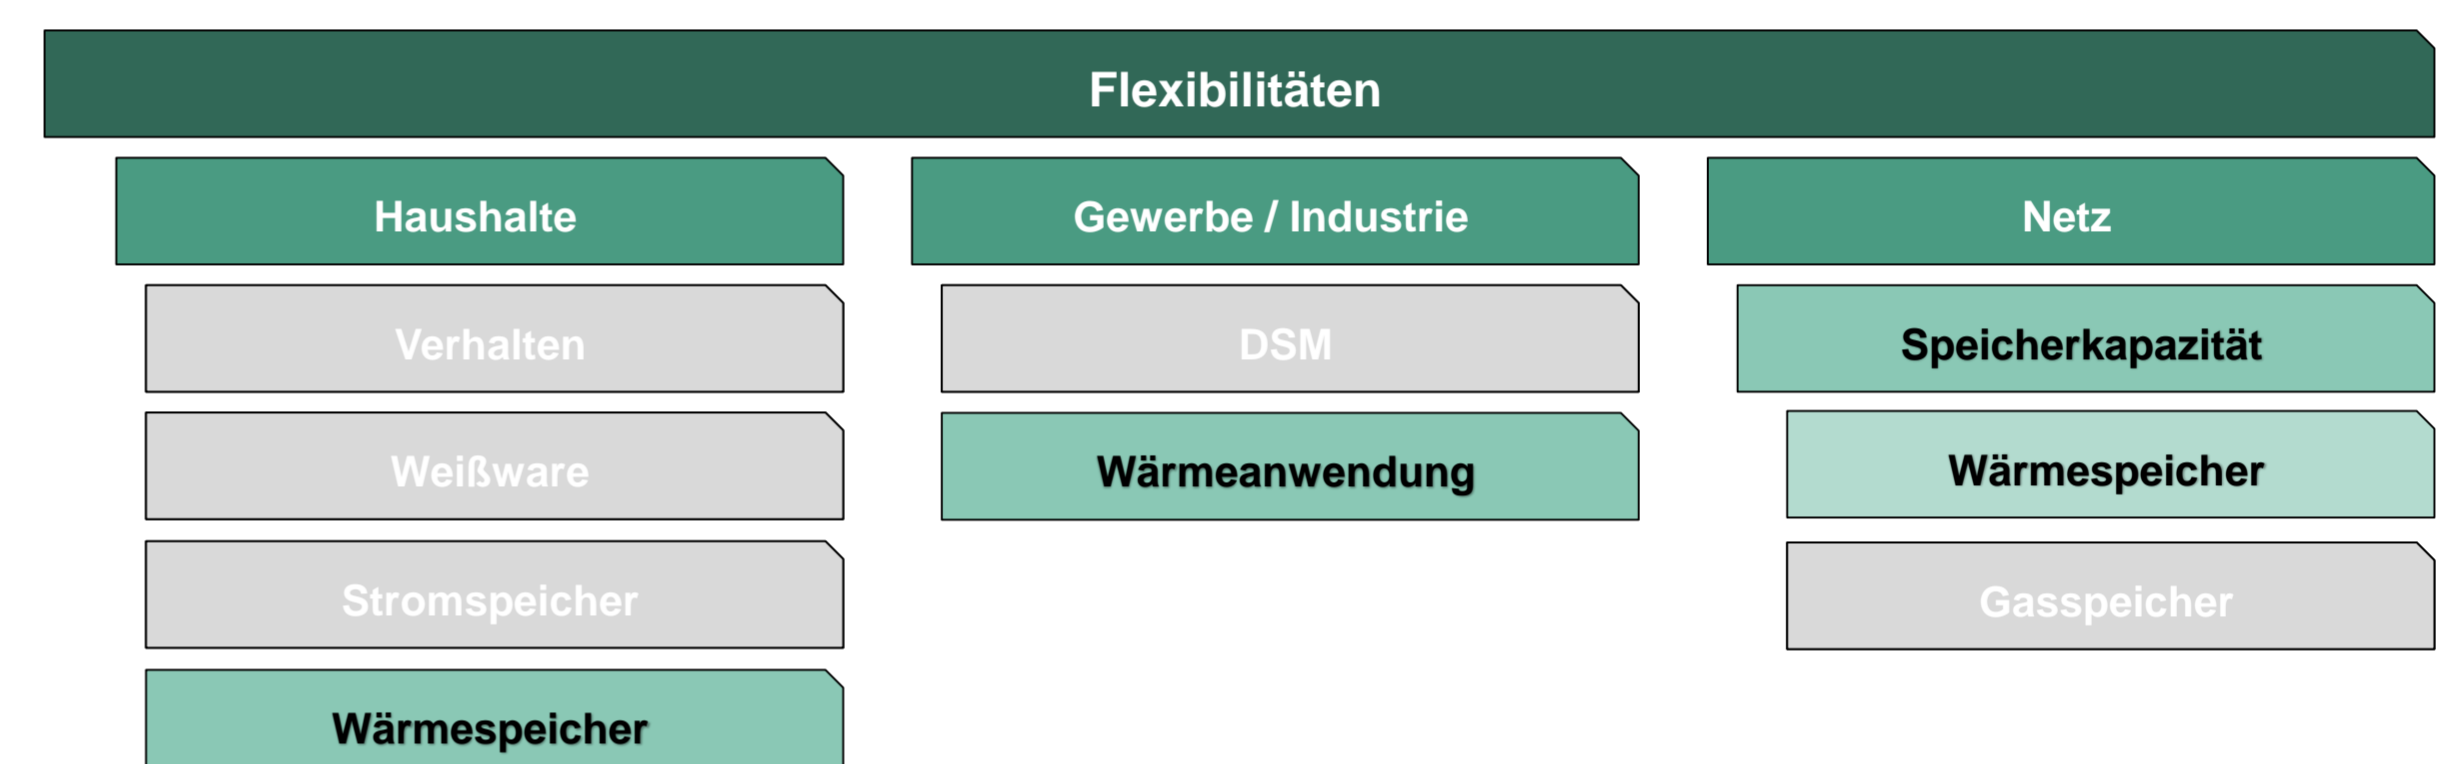 Flexibilitäten
Haushalte
Verhalten
Weißware
Stromspeicher
Wärmespeicher
Gewerbe / Industrie
DSM
Wärmeanwendung
Netz
Speicherkapazität
Wärmespeicher
Gasspeicher